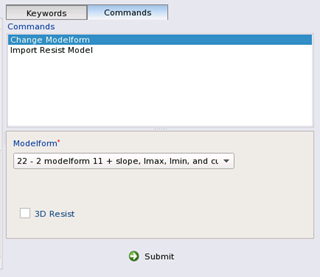 Keywords
Commands
Commands
Change Modelform
Import Resist Model
Modelform*
22 - 2 modelform 11 + slope, Imax, Imin, and cu
3D Resist
Submit